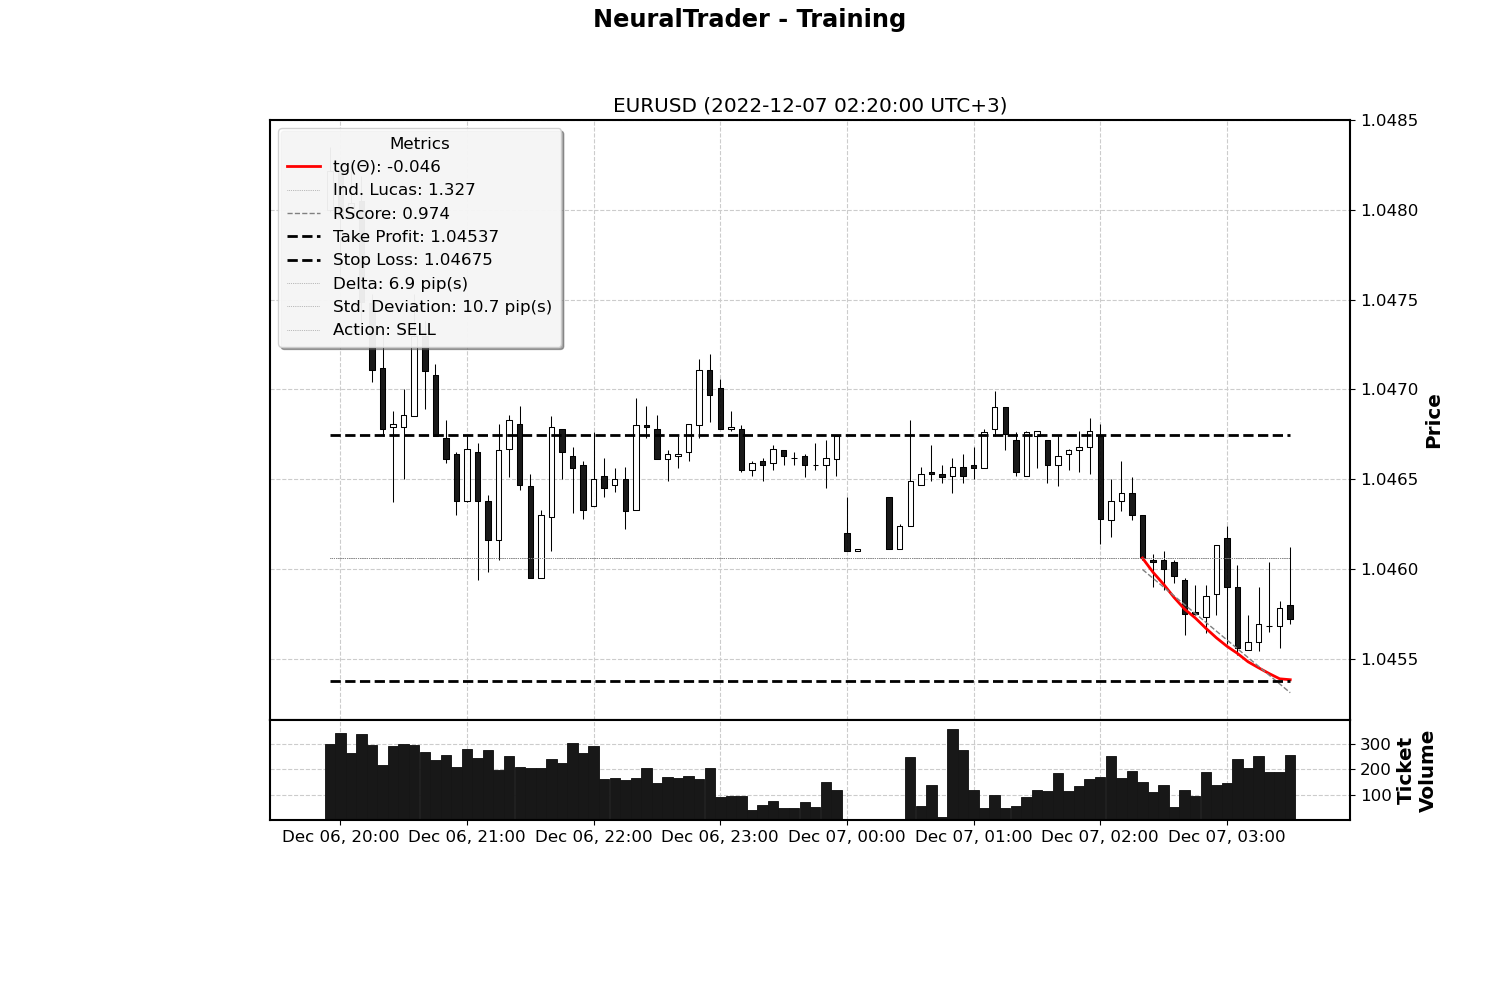 NeuralTrader - Training
EURUSD (2022-12-07 02:20:00 UTC+3)
Metrics
tg(Θ): -0.046
Ind. Lucas: 1.327
RScore: 0.974
Take Profit: 1.04537
Stop Loss: 1.04675
Delta: 6.9 pip(s)
Std. Deviation: 10.7 pip(s)
Action: SELL
1.0485
1.0480
1.0475
1.0470
1.0465
1.0460
1.0455
Price
300
200
100
Ticket
Volume
Dec 06, 20:00
Dec 06, 21:00
Dec 06, 22:00
Dec 06, 23:00
Dec 07, 00:00
Dec 07, 01:00
Dec 07, 02:00
Dec 07, 03:00